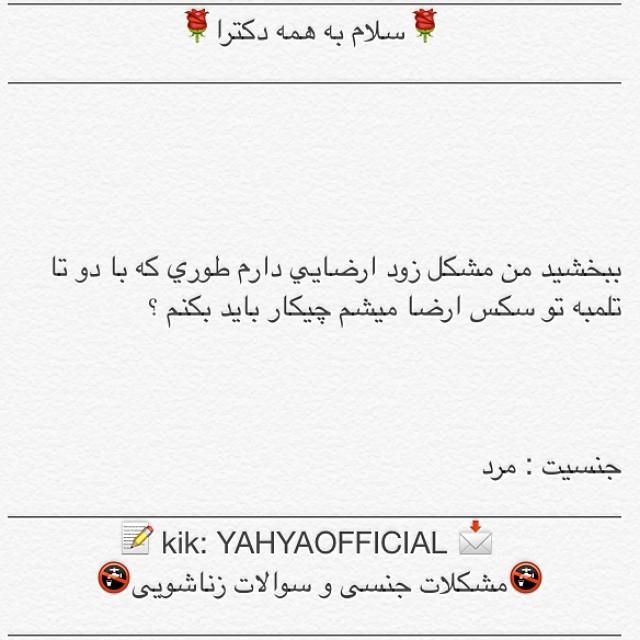 🌹سلام به همه دکترا🌹
ببخشيد من مشكل زود ارضايي دارم طوري كه با دو تا
تلمبه تو سكس ارضا ميشم چيكار بايد بكنم ؟
جنسيت : مرد
📝 kik: YAHYAOFFICIAL 📩
🚱مشکلات جنسی و سوالات زناشویی🚱